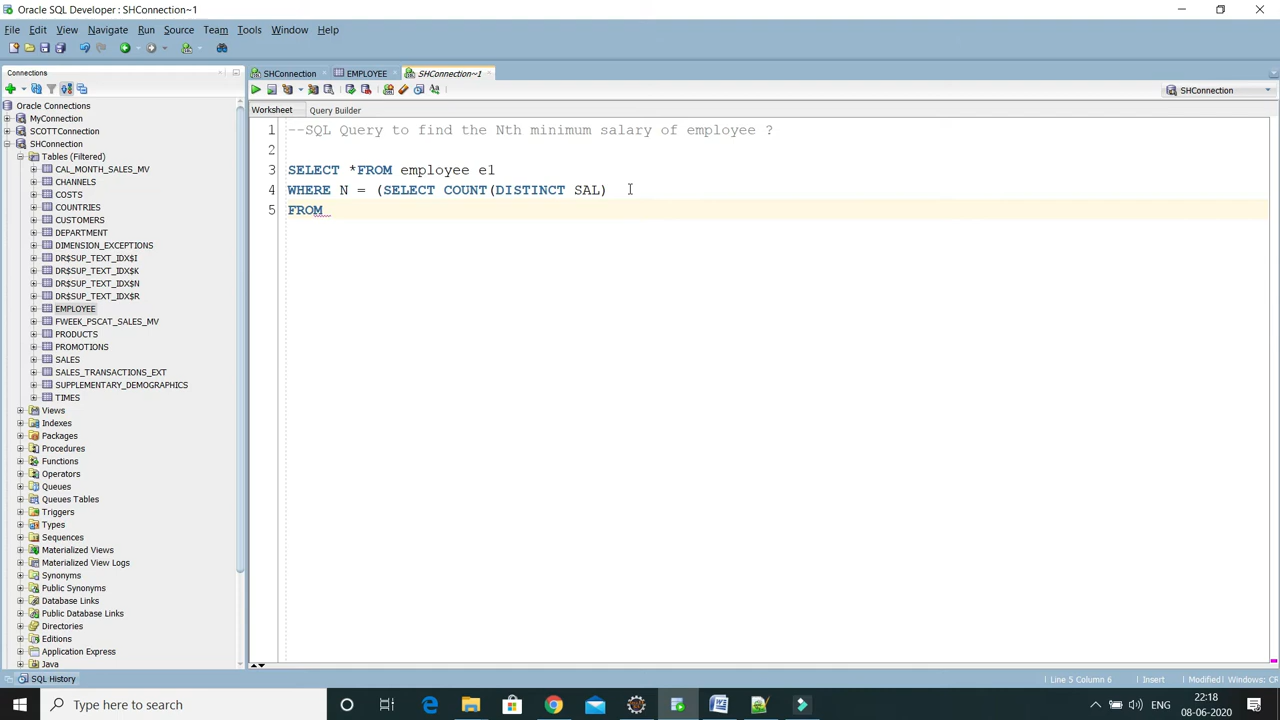 Oracle SQL Developer : SHConnection~1
File Edit View Navigate Run Source Team Tools Window Help
Connections
SHConnection
EMPLOYEE
SHConnection~1
SHConnection
Worksheet
Query Builder
Oracle Connections
MyConnection
SCOTTConnection
SHConnection
Tables (Filtered)
CAL_MONTH_SALES_MV
CHANNELS
COSTS
COUNTRIES
CUSTOMERS
DEPARTMENT
DIMENSION_EXCEPTIONS
DR$SUP_TEXT_IDX$I
DR$SUP_TEXT_IDX$K
DR$SUP_TEXT_IDX$N
DR$SUP_TEXT_IDX$R
EMPLOYEE
FWEEK_PSCAT_SALES_MV
PRODUCTS
PROMOTIONS
SALES
SALES_TRANSACTIONS_EXT
SUPPLEMENTARY_DEMOGRAPHICS
TIMES
Views
Indexes
Packages
Procedures
Functions
Operators
Queues
Queues Tables
Triggers
Types
Sequences
Materialized Views
Materialized View Logs
Synonyms
Public Synonyms
Database Links
Public Database Links
Directories
Editions
Application Express
Java
1 --SQL Query to find the Nth minimum salary of employee ?
2
3 SELECT *FROM employee e1
4 WHERE N = (SELECT COUNT(DISTINCT SAL)
5 FROM
SQL History
Line 5 Column 6
Insert
Modified
Windows: CR
Type here to search
ENG
22:18
08-06-2020